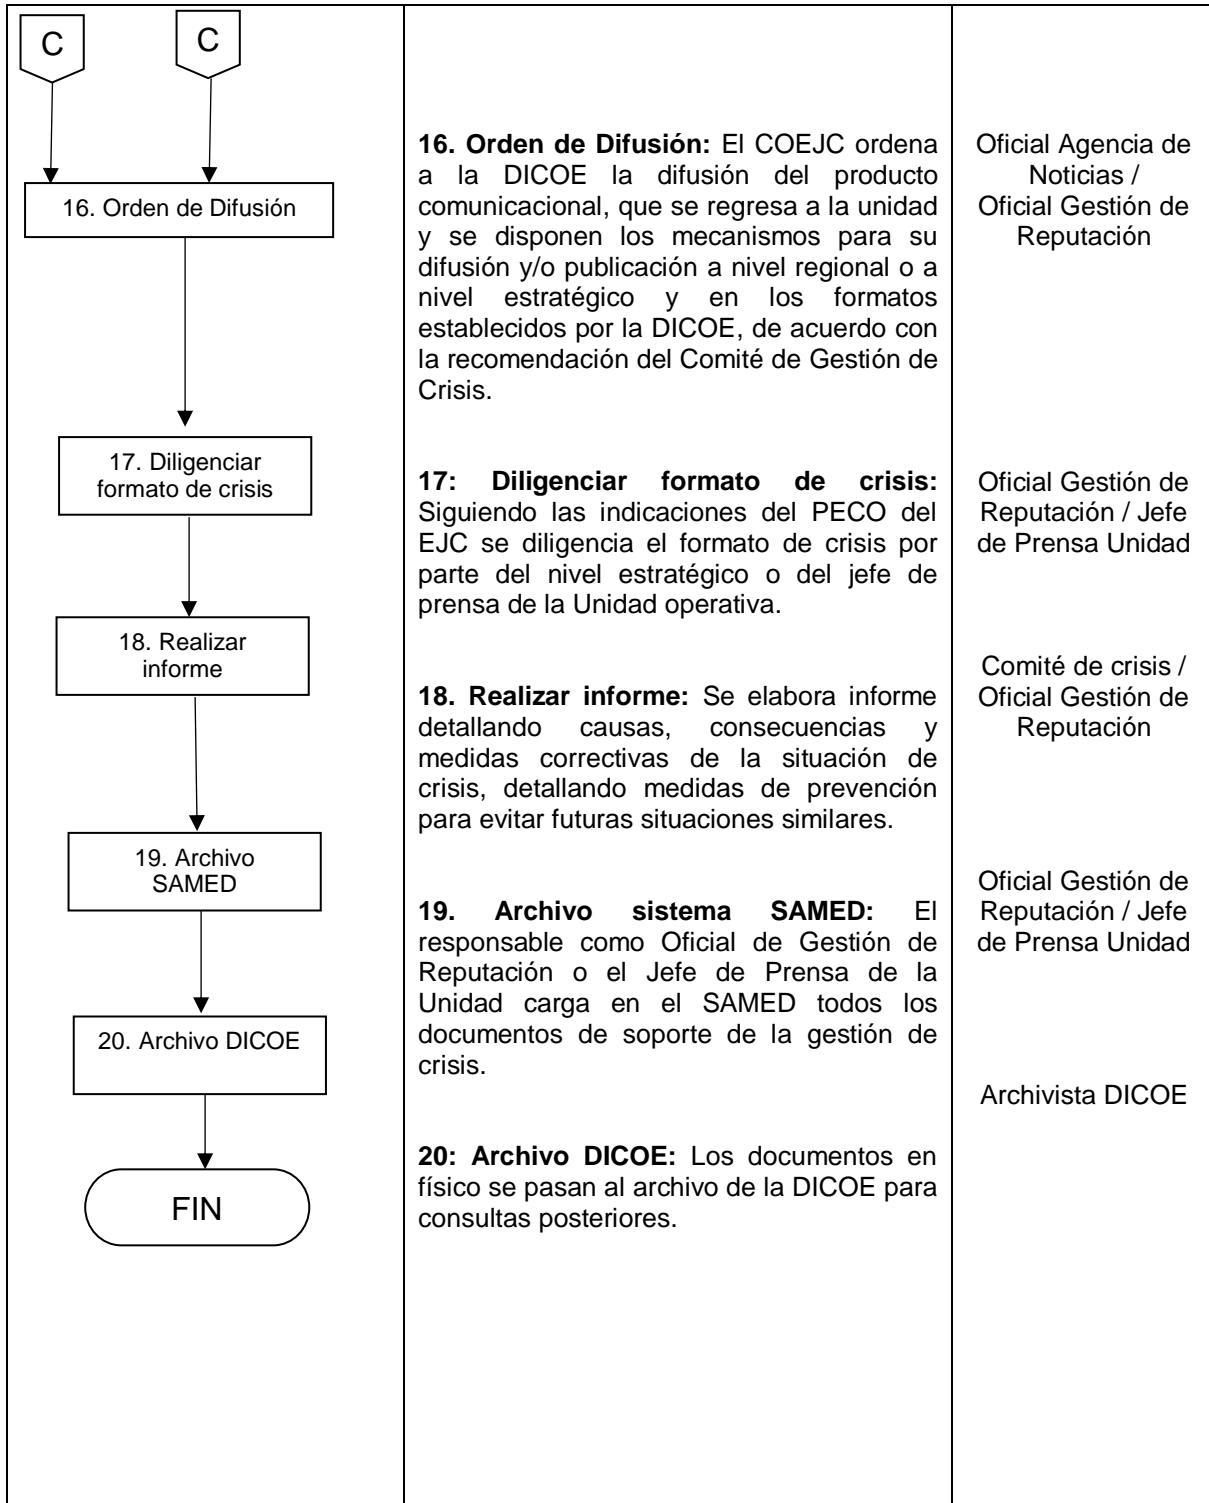 C
C
16. Orden de Difusión
17. Diligenciar
formato de crisis
18. Realizar
informe
19. Archivo
SAMED
20. Archivo DICOE
FIN
16. Orden de Difusión: El COEJC ordena
a la DICOE la difusión del producto
comunicacional, que se regresa a la unidad
y se disponen los mecanismos para su
difusión y/o publicación a nivel regional o a
nivel estratégico y en los formatos
establecidos por la DICOE, de acuerdo con
la recomendación del Comité de Gestión de
Crisis.
17: Diligenciar formato de crisis:
Siguiendo las indicaciones del PECO del
EJC se diligencia el formato de crisis por
parte del nivel estratégico o del jefe de
prensa de la Unidad operativa.
18. Realizar informe: Se elabora informe
detallando causas, consecuencias y
medidas correctivas de la situación de
crisis, detallando medidas de prevención
para evitar futuras situaciones similares.
19. Archivo sistema SAMED: El
responsable como Oficial de Gestión de
Reputación o el Jefe de Prensa de la
Unidad carga en el SAMED todos los
documentos de soporte de la gestión de
crisis.
20: Archivo DICOE: Los documentos en
físico se pasan al archivo de la DICOE para
consultas posteriores.
Oficial Agencia de
Noticias /
Oficial Gestión de
Reputación
Oficial Gestión de
Reputación / Jefe
de Prensa Unidad
Comité de crisis /
Oficial Gestión de
Reputación
Oficial Gestión de
Reputación / Jefe
de Prensa Unidad
Archivista DICOE